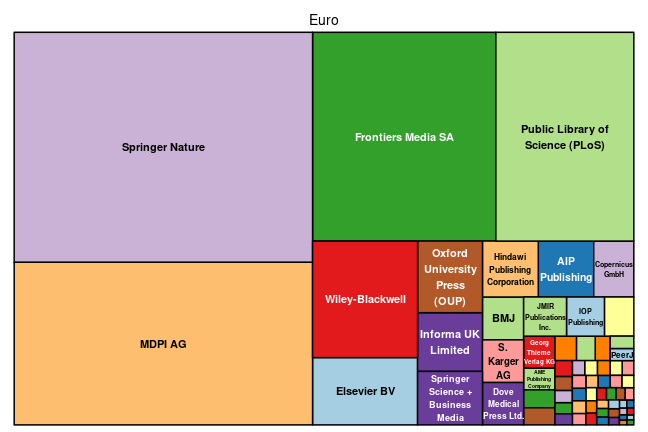 Euro
Springer Nature
Frontiers Media SA
Public Library of
Science (PLoS)
MDPI AG
Wiley-Blackwell
Elsevier BV
Oxford
University
Press
(OUP)
Informa UK
Limited
Springer
Science +
Business
Media
Hindawi
Publishing
Corporation
AIP
Publishing
Copernicus
GmbH
BMJ
JMIR
Publications
Inc.
IOP
Publishing
S.
Karger
AG
Georg
Thieme
Verlag KG
PeerJ
AME
Publishing
Company
Dove
Medical
Press Ltd.